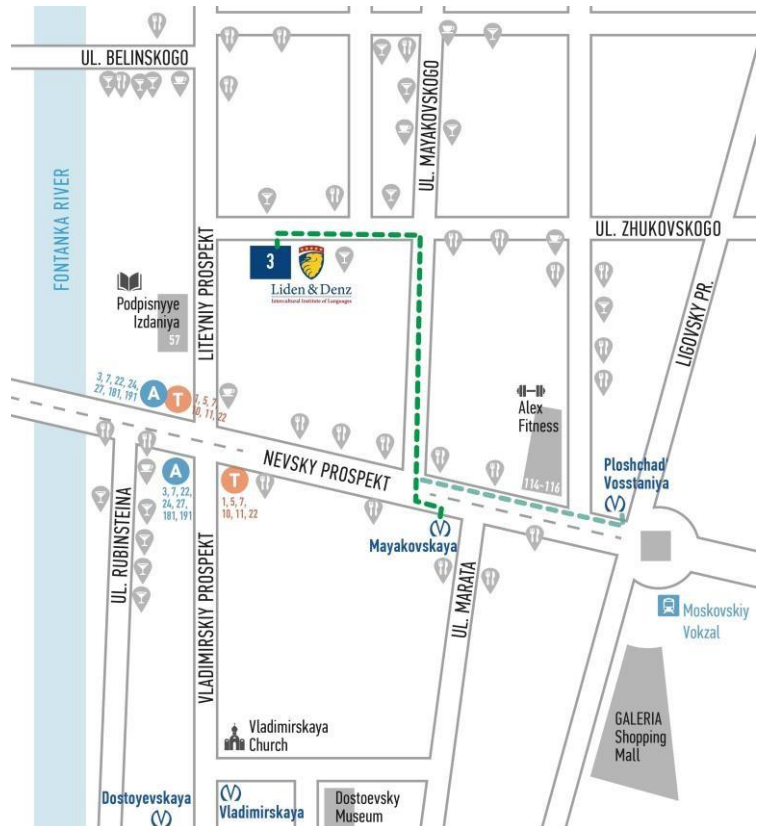 UL. BELINSKOGO
UL. MAYAKOVSKOGO
FONTANKA RIVER
LITEYNIY PROSPEKT
UL. ZHUKOVSKOGO
3
Liden & Denz
Intercultural Institute of Languages
LIGOVSKY PR.
Podpisnyye
Izdaniya
57
3, 7, 22, 24,
27, 181, 191
A
T
1, 5, 7,
10, 11, 22
Alex
Fitness
114-116
NEVSKY PROSPEKT
Ploshchad'
Vosstaniya
A
3, 7, 22,
24, 27,
181, 191
T
1, 5, 7,
10, 11, 22
Mayakovskaya
UL. RUBINSTEINA
VLADIMIRSKIY PROSPEKT
UL. MARATA
Moskovskiy
Vokzal
GALERIA
Shopping
Mall
Vladimirskaya
Church
Dostoyevskaya
Vladimirskaya
Dostoevsky
Museum